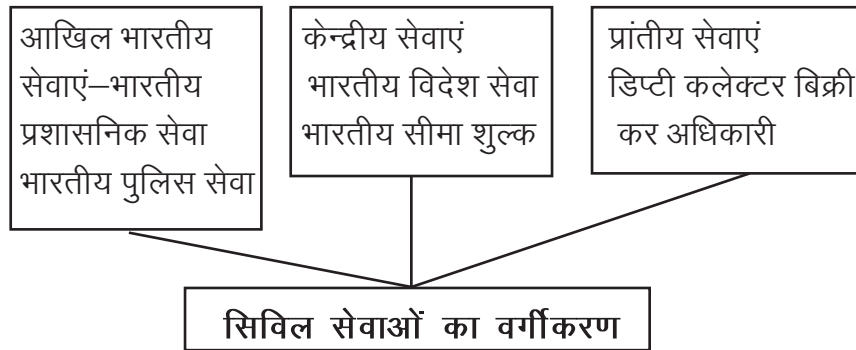 आखिल भारतीय
सेवाएं–भारतीय
प्रशासनिक सेवा
भारतीय पुलिस सेवा
केन्द्रीय सेवाएं
भारतीय विदेश सेवा
भारतीय सीमा शुल्क
प्रांतीय सेवाएं
डिप्टी कलेक्टर बिक्री
कर अधिकारी
सिविल सेवाओं का वर्गीकरण